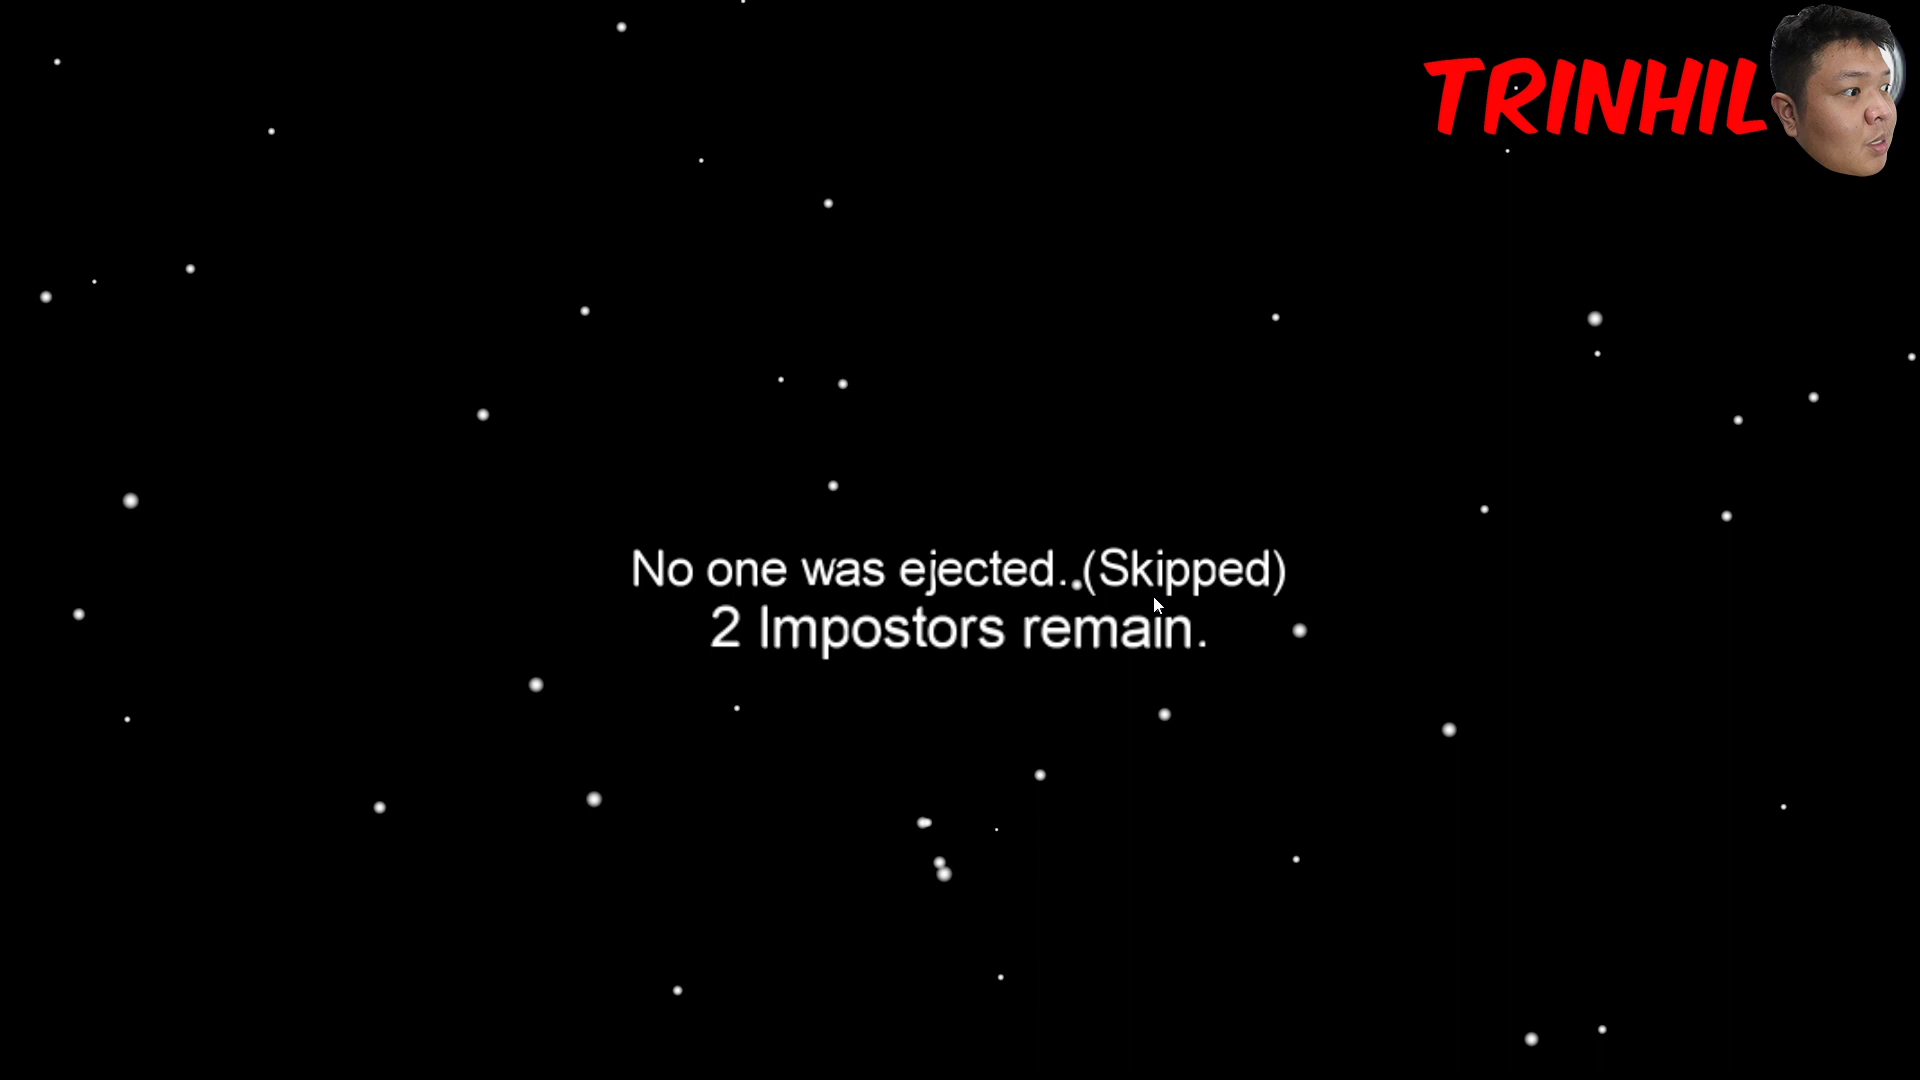 TRINHIL
No one was ejected. (Skipped)
2 Impostors remain.